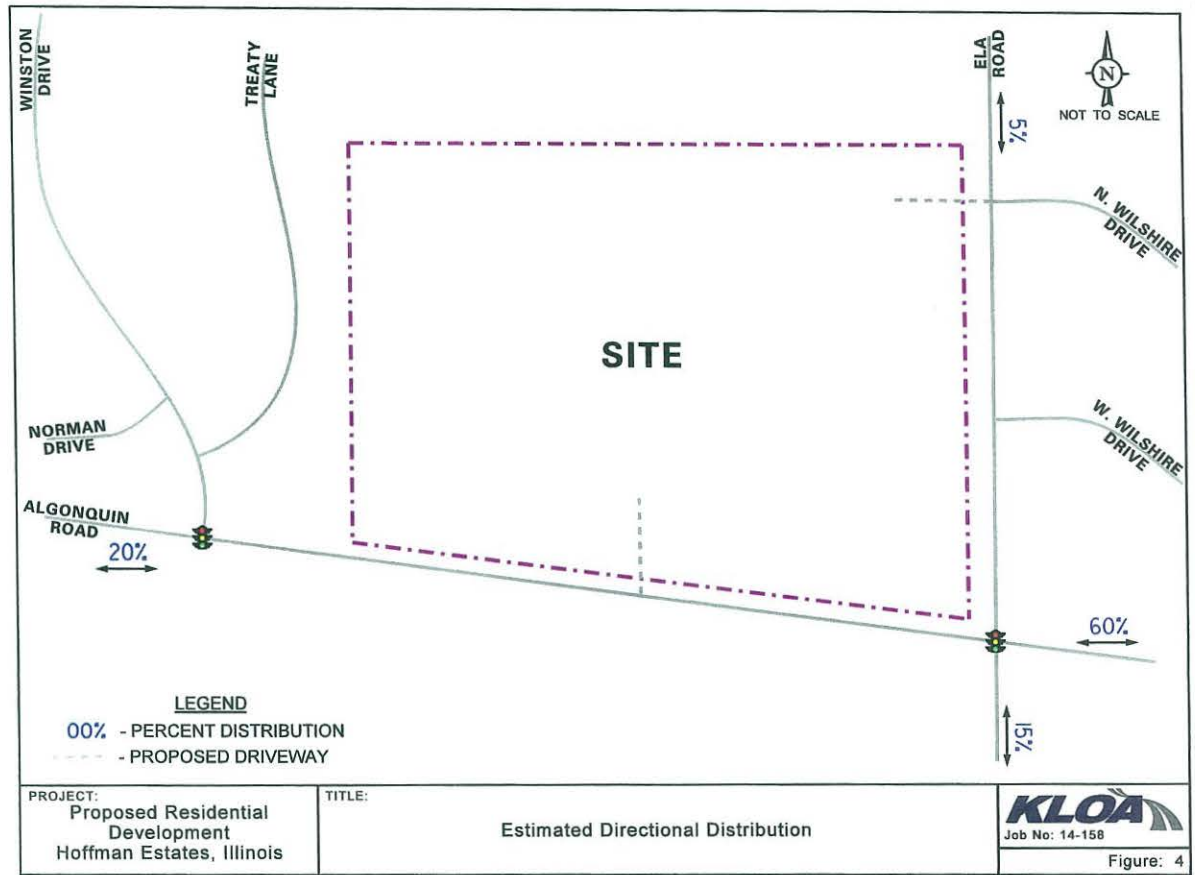 WINSTON
DRIVE
TREATY
LANE
ELA
ROAD
N
NOT TO SCALE
5%
N. WILSHIRE
DRIVE
SITE
NORMAN
DRIVE
W. WILSHIRE
DRIVE
ALGONQUIN
ROAD
20%
60%
15%
LEGEND
00% - PERCENT DISTRIBUTION
- PROPOSED DRIVEWAY
PROJECT:
Proposed Residential
Development
Hoffman Estates, Illinois
TITLE:
Estimated Directional Distribution
KLOA
Job No: 14-158
Figure: 4